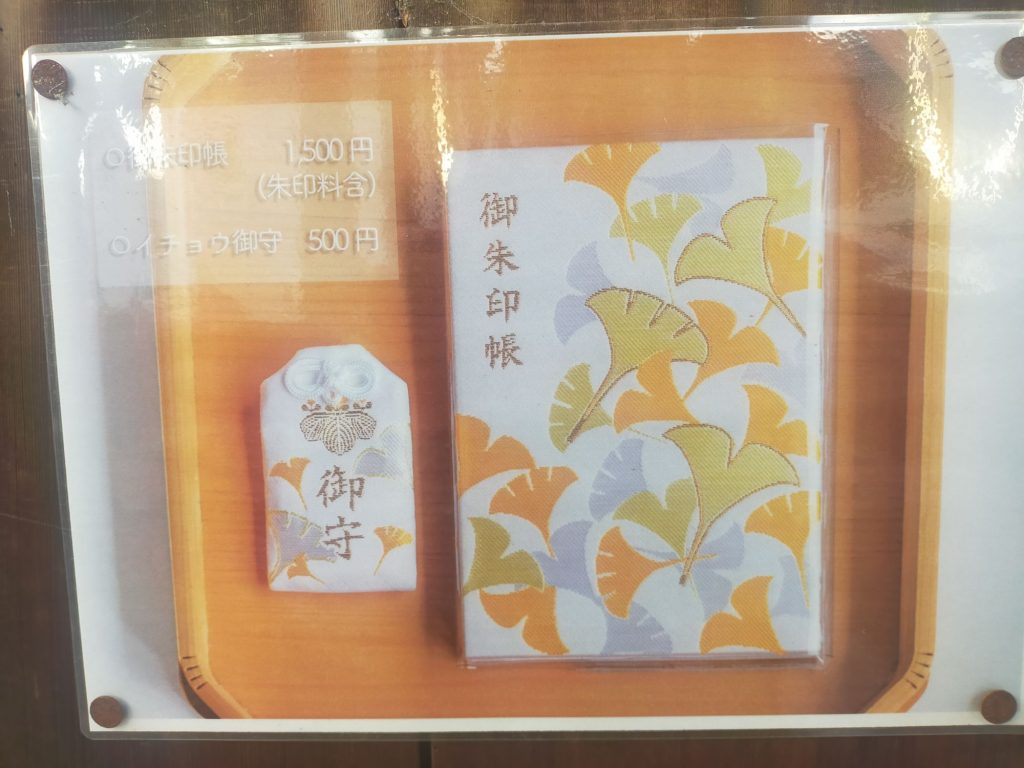 ○御朱印帳 1,500円
(朱印料含)
○イチョウ御守 500円
御朱印帳
御守